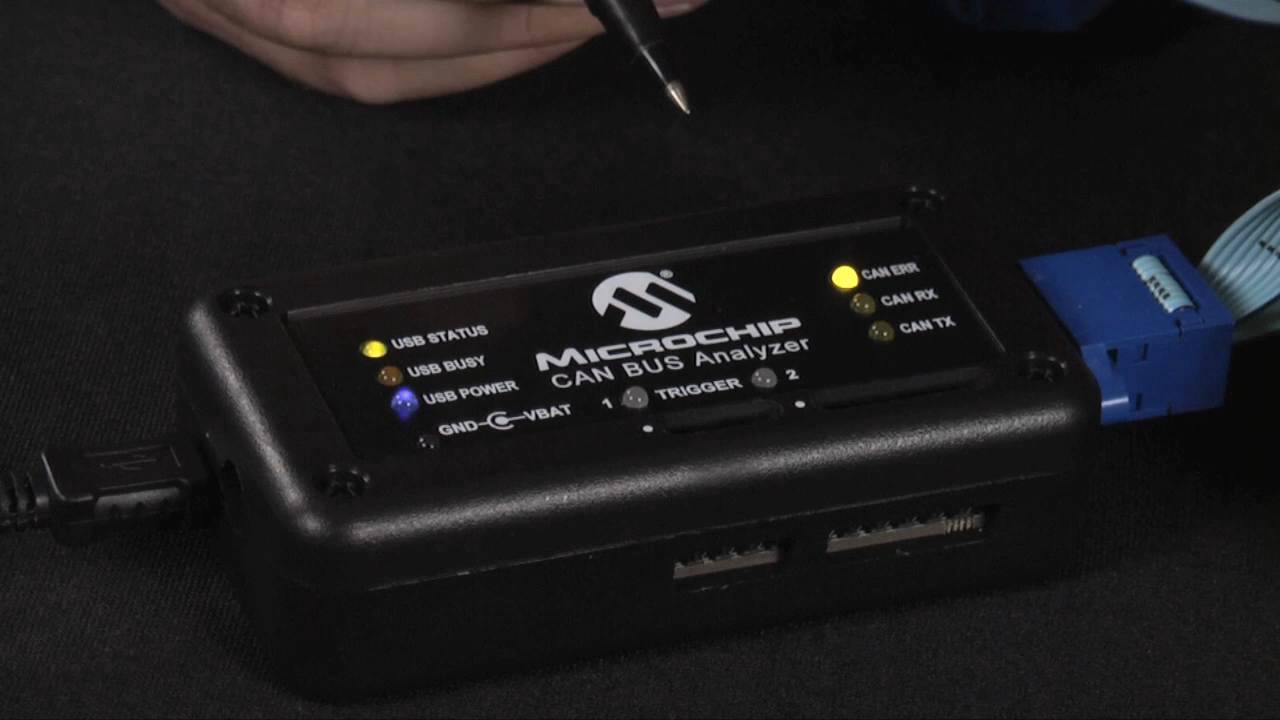 USB STATUS
USB BUSY
USB POWER
GND VBAT
MICROCHIP
®
CAN BUS Analyzer
1 TRIGGER 2
CAN ERR
CAN RX
CAN TX